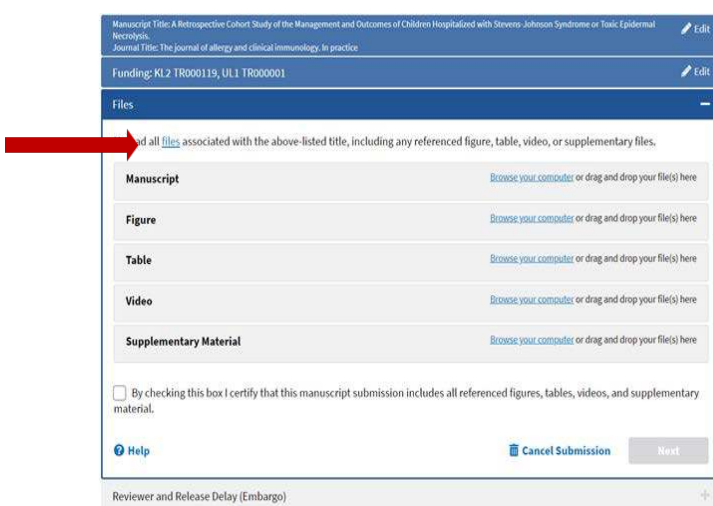 Manuscript Title: A Retrospective Cohort Study of the Management and Outcomes of Children Hospitalized with Stevens-Johnson Syndrome or Toxic Epidermal
Necrolysis.
Edit
Journal Title: The journal of allergy and clinical immunology. In practice
Funding: KL2 TR000119, UL1 TR000001
Edit
Files
ad all files associated with the above-listed title, including any referenced figure, table, video, or supplementary files.
Manuscript Browse your computer or drag and drop your file(s) here
Figure Browse your computer or drag and drop your file(s) here
Table Browse your computer or drag and drop your file(s) here
Video Browse your computer or drag and drop your file(s) here
Supplementary Material Browse your computer or drag and drop your file(s) here
By checking this box I certify that this manuscript submission includes all referenced figures, tables, videos, and supplementary
material.
Help Cancel Submission Next
Reviewer and Release Delay (Embargo)